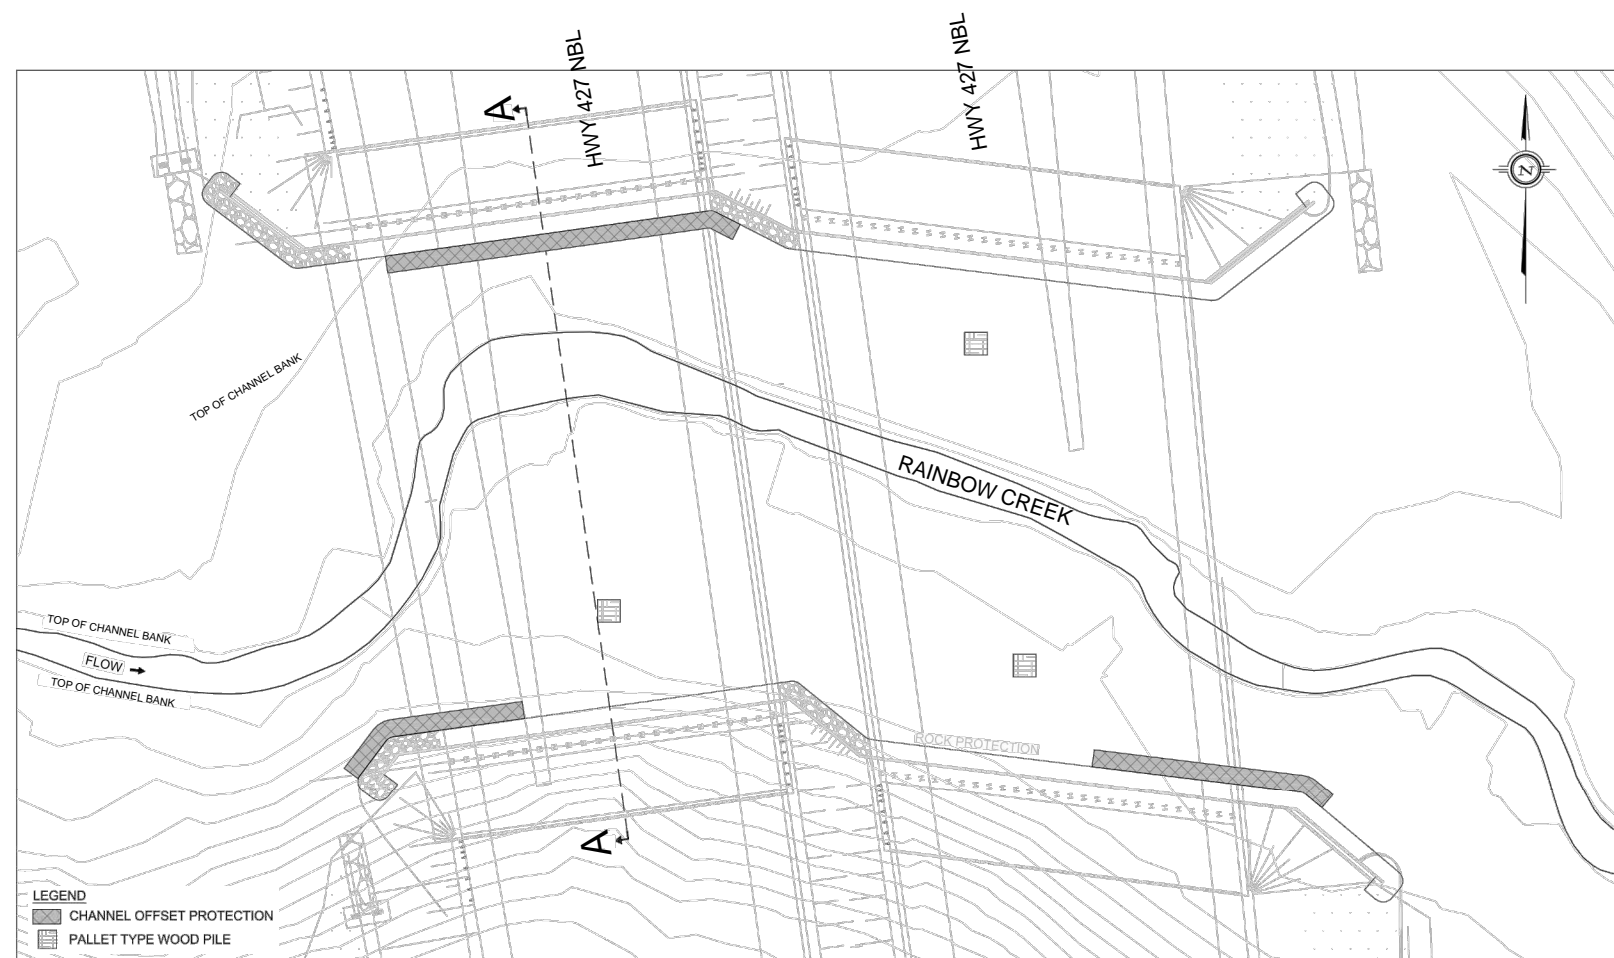 HWY 427 NBL
HWY 427 NBL
A
N
TOP OF CHANNEL BANK
RAINBOW CREEK
TOP OF CHANNEL BANK
FLOW
TOP OF CHANNEL BANK
ROCK PROTECTION
A
LEGEND
CHANNEL OFFSET PROTECTION
PALLET TYPE WOOD PILE